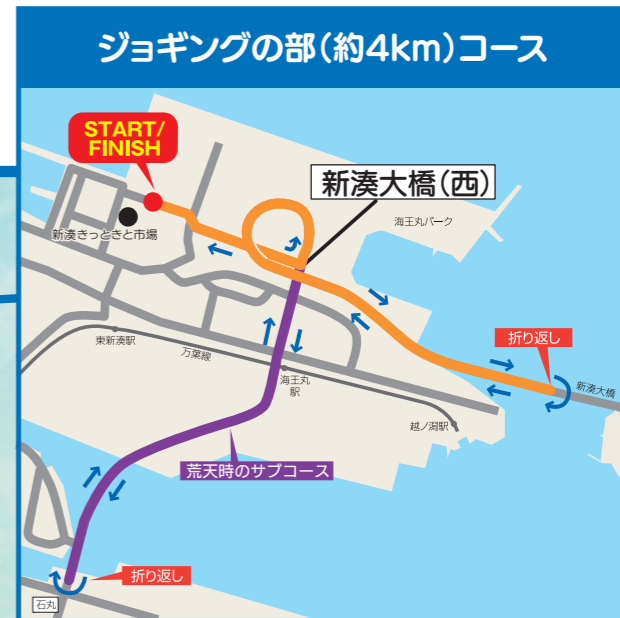 ジョギングの部(約4km)コース
START/
FINISH
新湊大橋(西)
海王丸パーク
新湊きっときと市場
折り返し
東新湊駅
万葉線
新湊大橋
海王丸
駅
越ノ潟駅
荒天時のサブコース
折り返し
石丸